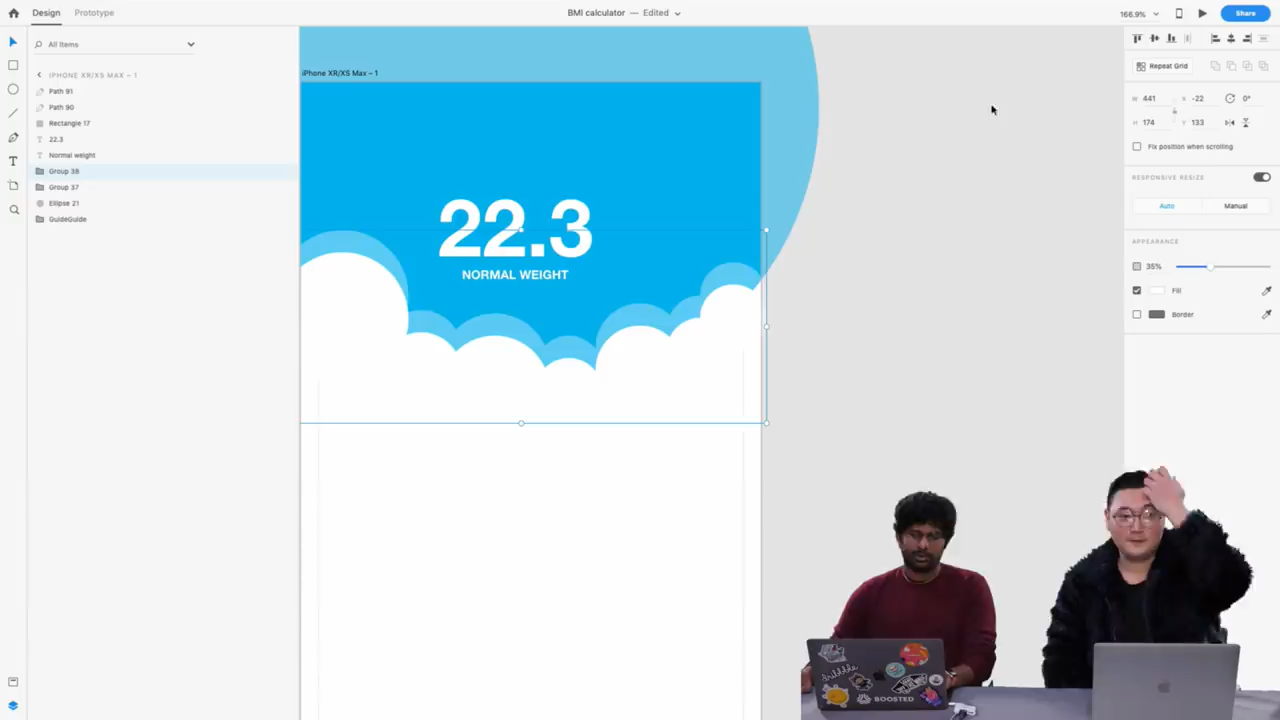 Design
Prototype
BMI calculator — Edited
166.9%
Share
All Items
IPHONE XR/XS MAX – 1
Path 91
Path 90
Rectangle 17
22.3
Normal weight
Group 38
Group 37
Ellipse 21
GuideGuide
iPhone XR/XS Max – 1
22.3
NORMAL WEIGHT
Repeat Grid
W 441 X -22 0°
H 174 Y 133
Fix position when scrolling
RESPONSIVE RESIZE
Auto
Manual
APPEARANCE
35%
Fill
Border
dribbble
VANS
BOOSTED